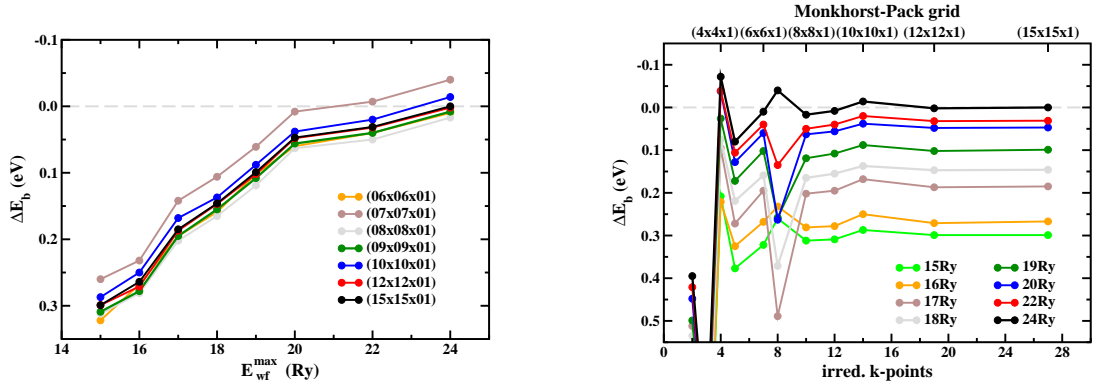 -0.1
0.0
0.1
0.2
0.3
ΔE_b (eV)
14
16
18
20
22
24
E_wf^max (Ry)
(06x06x01)
(07x07x01)
(08x08x01)
(09x09x01)
(10x10x01)
(12x12x01)
(15x15x01)
Monkhorst-Pack grid
(4x4x1) (6x6x1) (8x8x1) (10x10x1) (12x12x1) (15x15x1)
-0.1
0.0
0.1
0.2
0.3
0.4
0.5
ΔE_b (eV)
15Ry
16Ry
17Ry
18Ry
19Ry
20Ry
22Ry
24Ry
0
4
8
12
16
20
24
28
irred. k-points